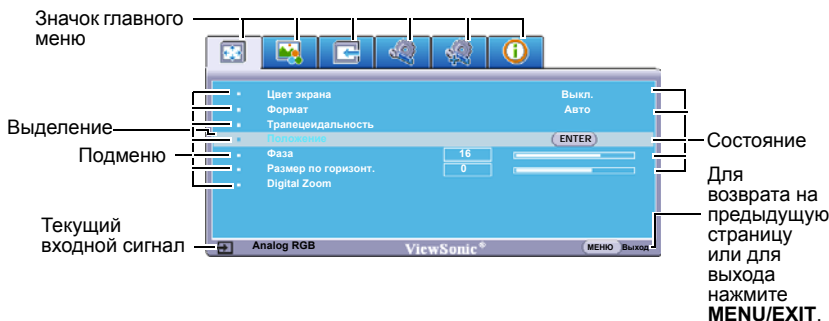 Значок главного
меню
Цвет экрана Выкл.
Формат Авто
Трапецеидальность
Выделение
Положение ENTER
Состояние
Подменю
Фаза 16
Размер по горизонт. 0
Digital Zoom
Текущий
входной сигнал
Analog RGB ViewSonic® МЕНЮ Выход
Для
возврата на
предыдущую
страницу
или для
выхода
нажмите
MENU/EXIT.